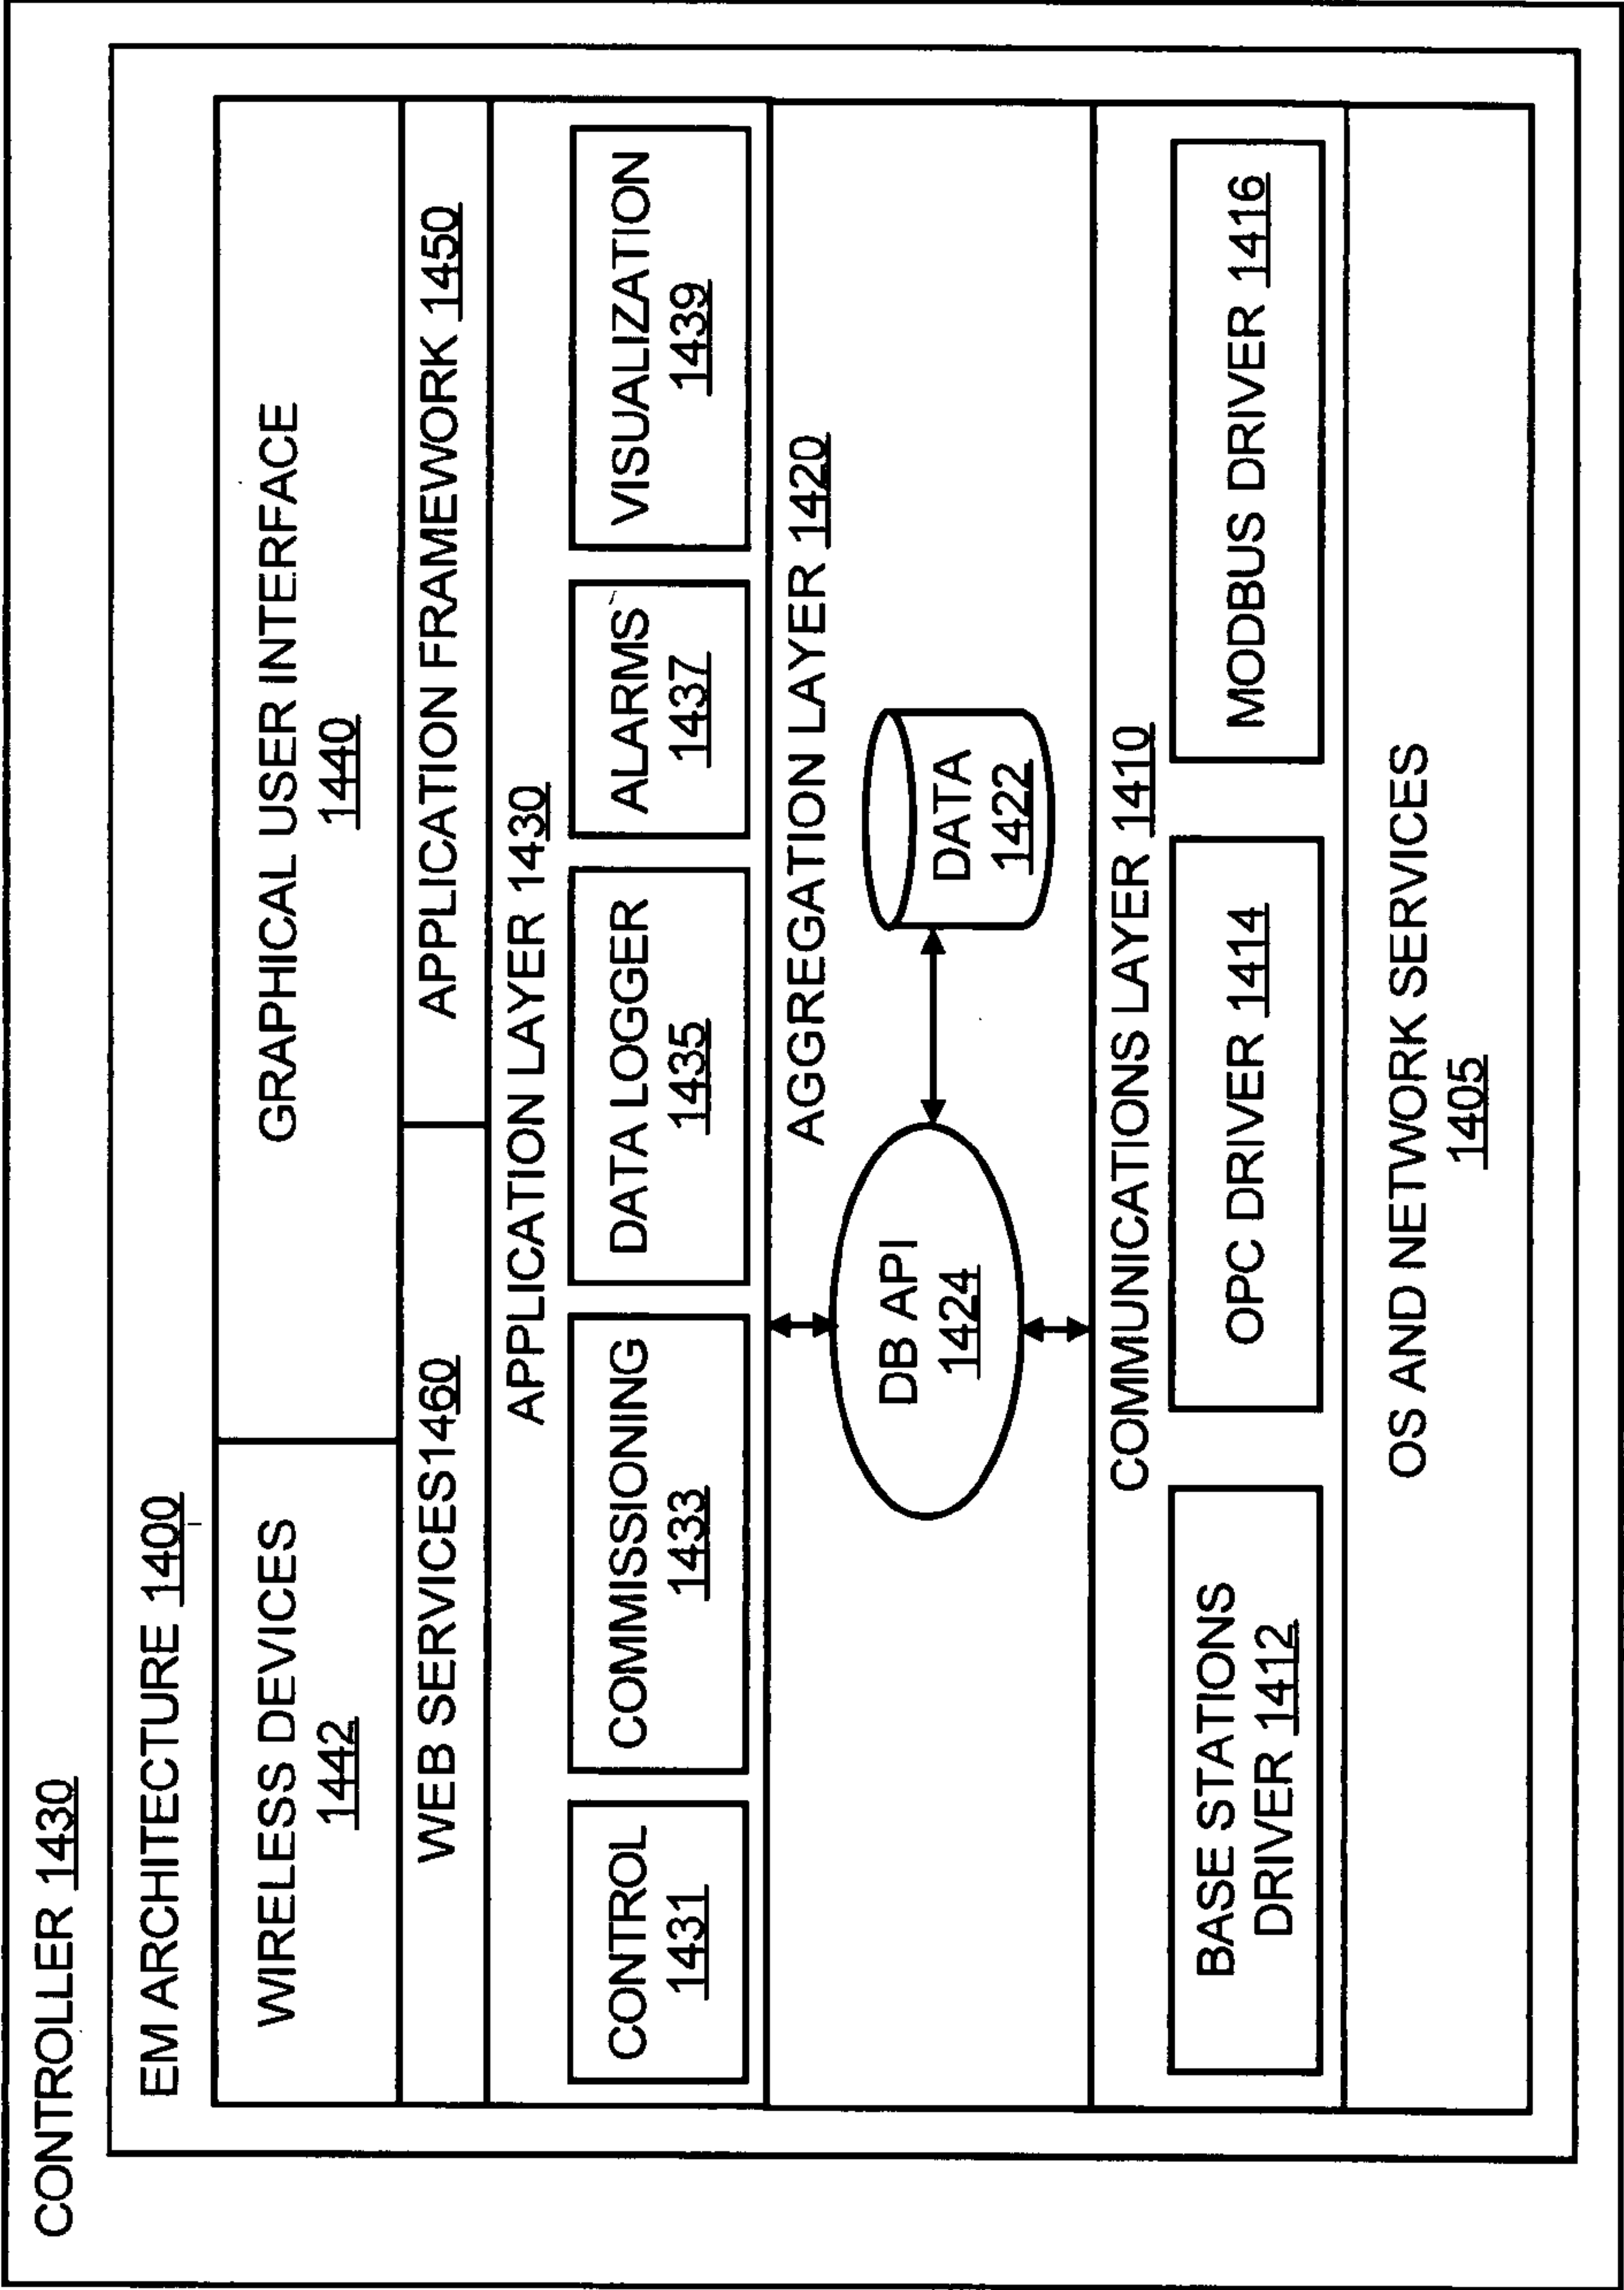 CONTROLLER 1430
EM ARCHITECTURE 1400
WIRELESS DEVICES
1442
GRAPHICAL USER INTERFACE
1440
WEB SERVICES1460
APPLICATION FRAMEWORK 1450
APPLICATION LAYER 1430
CONTROL
1431
COMMISSIONING
1433
DATA LOGGER
1435
ALARMS
1437
VISUALIZATION
1439
AGGREGATION LAYER 1420
DB API
1424
DATA
1422
COMMUNICATIONS LAYER 1410
BASE STATIONS
DRIVER 1412
OPC DRIVER 1414
MODBUS DRIVER 1416
OS AND NETWORK SERVICES
1405